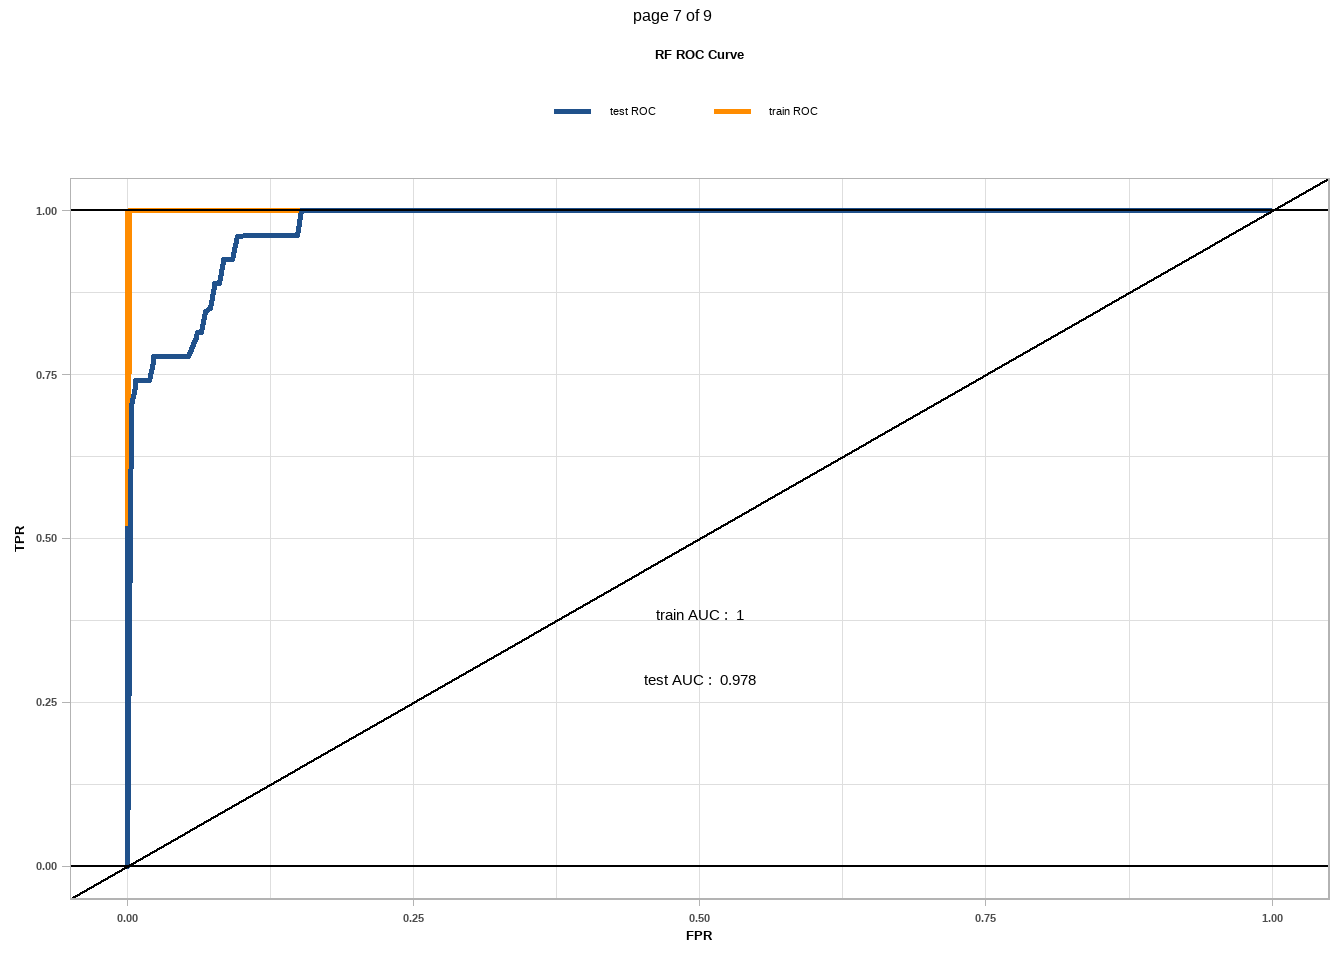 page 7 of 9
RF ROC Curve
test ROC
train ROC
1.00
0.75
0.50
0.25
0.00
TPR
train AUC :  1
test AUC :  0.978
0.00
0.25
0.50
0.75
1.00
FPR